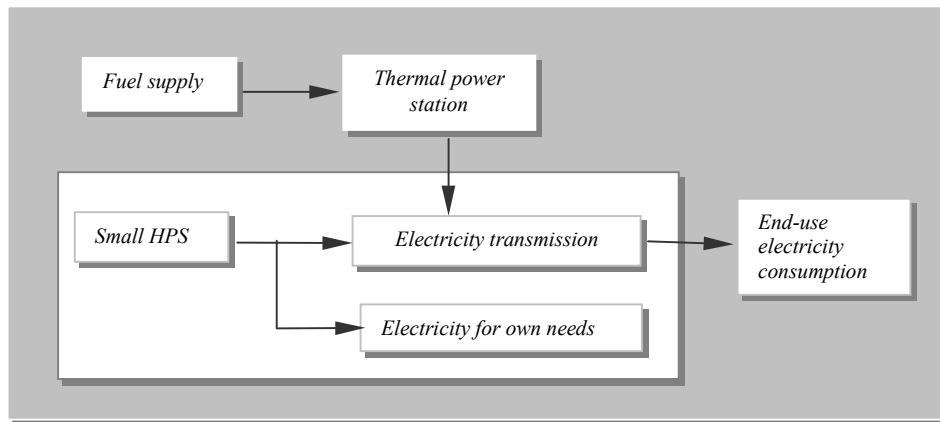 Fuel supply
Thermal power
station
Small HPS
Electricity transmission
End-use
electricity
consumption
Electricity for own needs